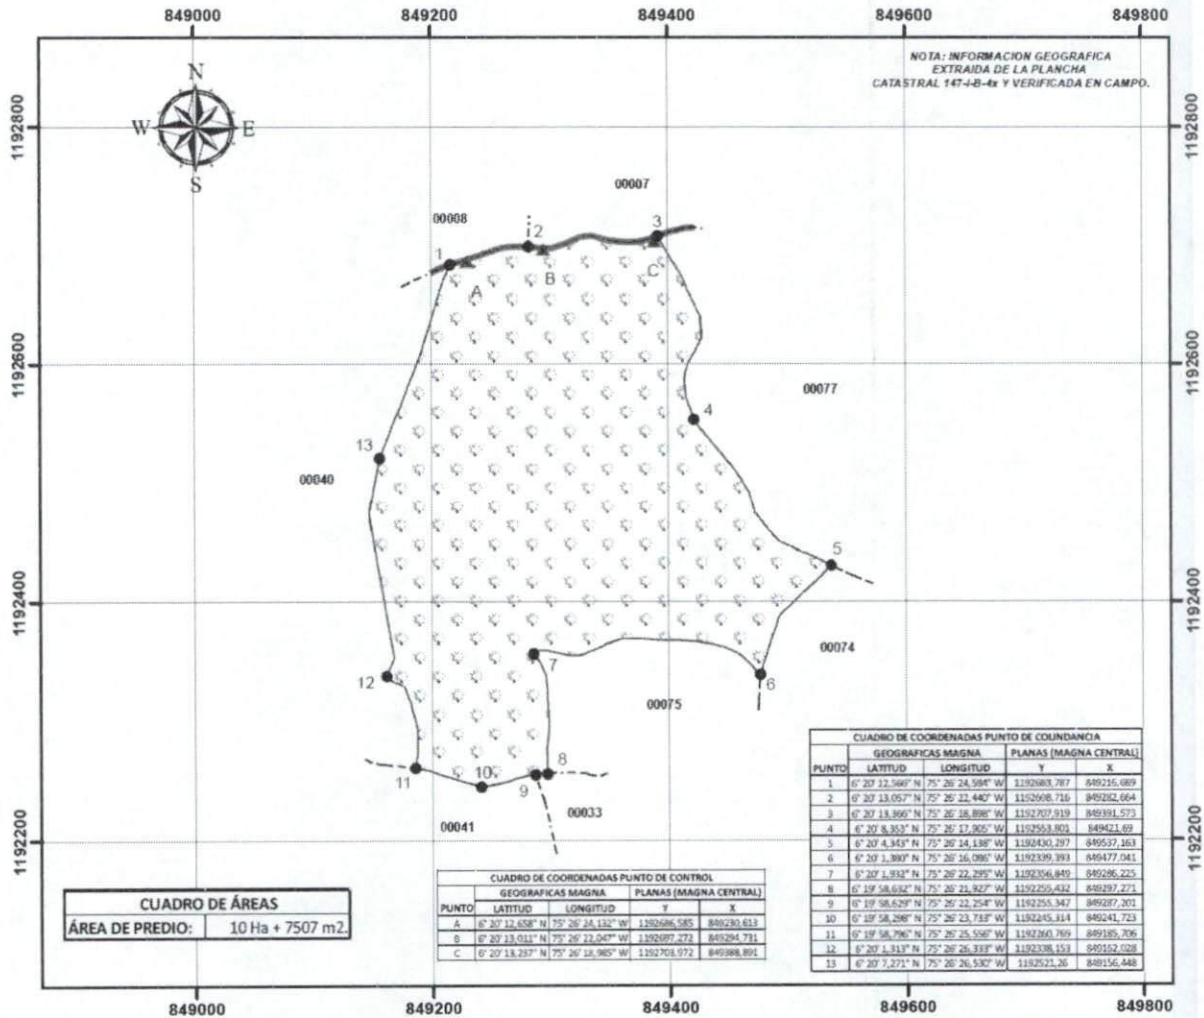 849000 849200 849400 849600 849800
NOTA: INFORMACION GEOGRAFICA
EXTRAIDA DE LA PLANCHA
CATASTRAL 147-I-B-4x Y VERIFICADA EN CAMPO.
N
W E
S
1192800 1192800
00007
00008
1 2 3
A B C
1192600 1192600
00077
4
13
00040
5
1192400 1192400
00074
7
12
6
00075
11 10 9 8
00033
00041
1192200 1192200
CUADRO DE COORDENADAS PUNTO DE COLINDANCIA
GEOGRAFICAS MAGNA PLANAS (MAGNA CENTRAL)
PUNTO LATITUD LONGITUD Y X
1 6° 20' 12,566" N 75° 26' 24,584" W 1192683,787 849216,669
2 6° 20' 13,057" N 75° 26' 22,440" W 849282,664
3 6° 20' 13,366" N 75° 26' 18,898" W 1192707,919 849391,573
4 6° 20' 8,353" N 75° 26' 17,905" W 1192553,801 849421,69
5 6° 20' 4,343" N 75° 26' 14,138" W 1192430,297 849537,163
6 6° 20' 1,380" N 75° 26' 16,086" W 1192339,393 849477,041
7 6° 20' 1,932" N 75° 26' 22,295" W 1192356,849 849286,225
8 6° 19' 58,632" N 75° 26' 21,927" W 1192255,432 849297,271
9 6° 19' 58,629" N 75° 26' 22,254" W 1192255,347 849287,201
10 6° 19' 58,298" N 75° 26' 23,733" W 1192245,314 849241,723
11 6° 19' 58,796" N 75° 26' 25,556" W 1192260,769 849185,706
12 6° 20' 1,313" N 75° 26' 26,333" W 1192338,153 849162,028
13 6° 20' 7,271" N 75° 26' 26,530" W 1192521,26 849156,448
CUADRO DE COORDENADAS PUNTO DE CONTROL
GEOGRAFICAS MAGNA PLANAS (MAGNA CENTRAL)
PUNTO LATITUD LONGITUD Y X
A 6° 20' 12,658" N 75° 26' 24,132" W 1192686,585 849230,613
B 6° 20' 13,011" N 75° 26' 22,047" W 1192697,272 849294,731
C 6° 20' 13,237" N 75° 26' 18,985" W 1192703,972 849388,891
CUADRO DE ÁREAS
ÁREA DE PREDIO: 10 Ha + 7507 m2.
849000 849200 849400 849600 849800